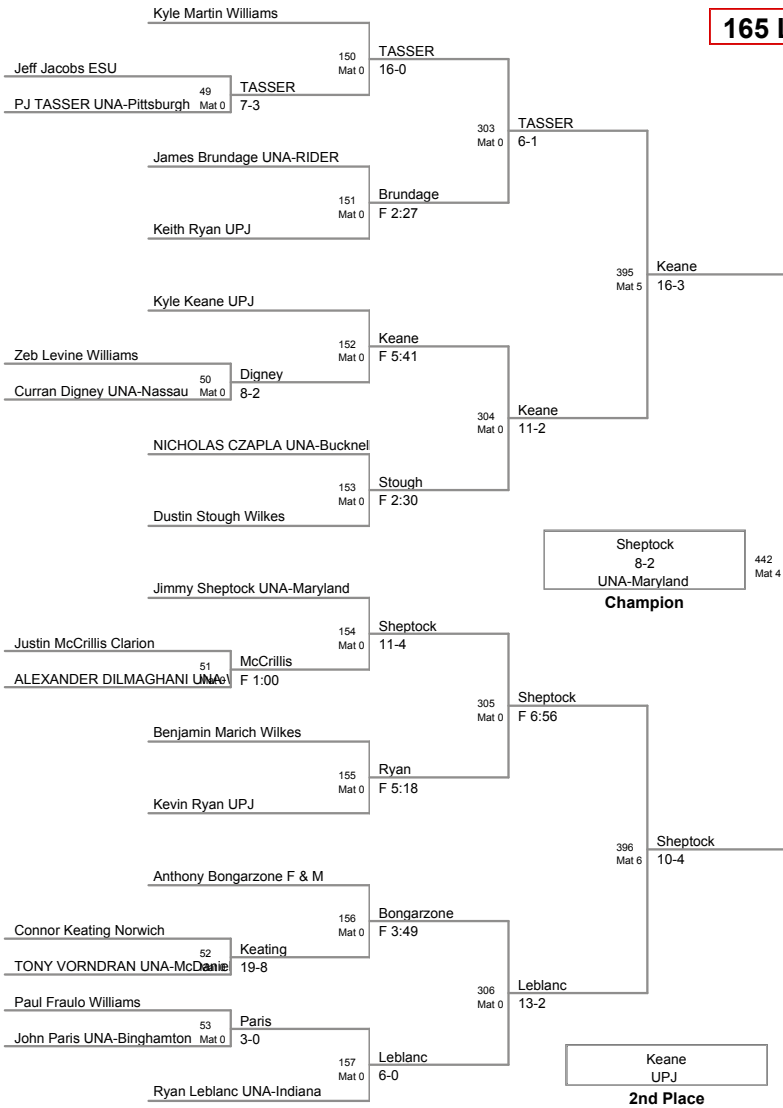 Kyle Martin Williams
165 L
150 TASSER
Mat 0 16-0
Jeff Jacobs ESU
49 TASSER
PJ TASSER UNA-Pittsburgh Mat 0 7-3
303 TASSER
Mat 0 6-1
James Brundage UNA-RIDER
151 Brundage
Mat 0 F 2:27
Keith Ryan UPJ
395 Keane
Mat 5 16-3
Kyle Keane UPJ
152 Keane
Mat 0 F 5:41
Zeb Levine Williams
50 Digney
Curran Digney UNA-Nassau Mat 0 8-2
304 Keane
Mat 0 11-2
NICHOLAS CZAPLA UNA-Bucknel
153 Stough
Mat 0 F 2:30
Dustin Stough Wilkes
Sheptock
8-2
UNA-Maryland
442
Mat 4
Champion
Jimmy Sheptock UNA-Maryland
154 Sheptock
Mat 0 11-4
Justin McCrillis Clarion
51 McCrillis
ALEXANDER DILMAGHANI Mat 0 F 1:00
305 Sheptock
Mat 0 F 6:56
Benjamin Marich Wilkes
155 Ryan
Mat 0 F 5:18
Kevin Ryan UPJ
396 Sheptock
Mat 6 10-4
Anthony Bongarzone F & M
156 Bongarzone
Mat 0 F 3:49
Connor Keating Norwich
52 Keating
TONY VORNDRAN UNA-McDaniel Mat 0 19-8
306 Leblanc
Mat 0 13-2
Paul Fraulo Williams
53 Paris
John Paris UNA-Binghamton Mat 0 3-0
157 Leblanc
Mat 0 6-0
Ryan Leblanc UNA-Indiana
Keane
UPJ
2nd Place